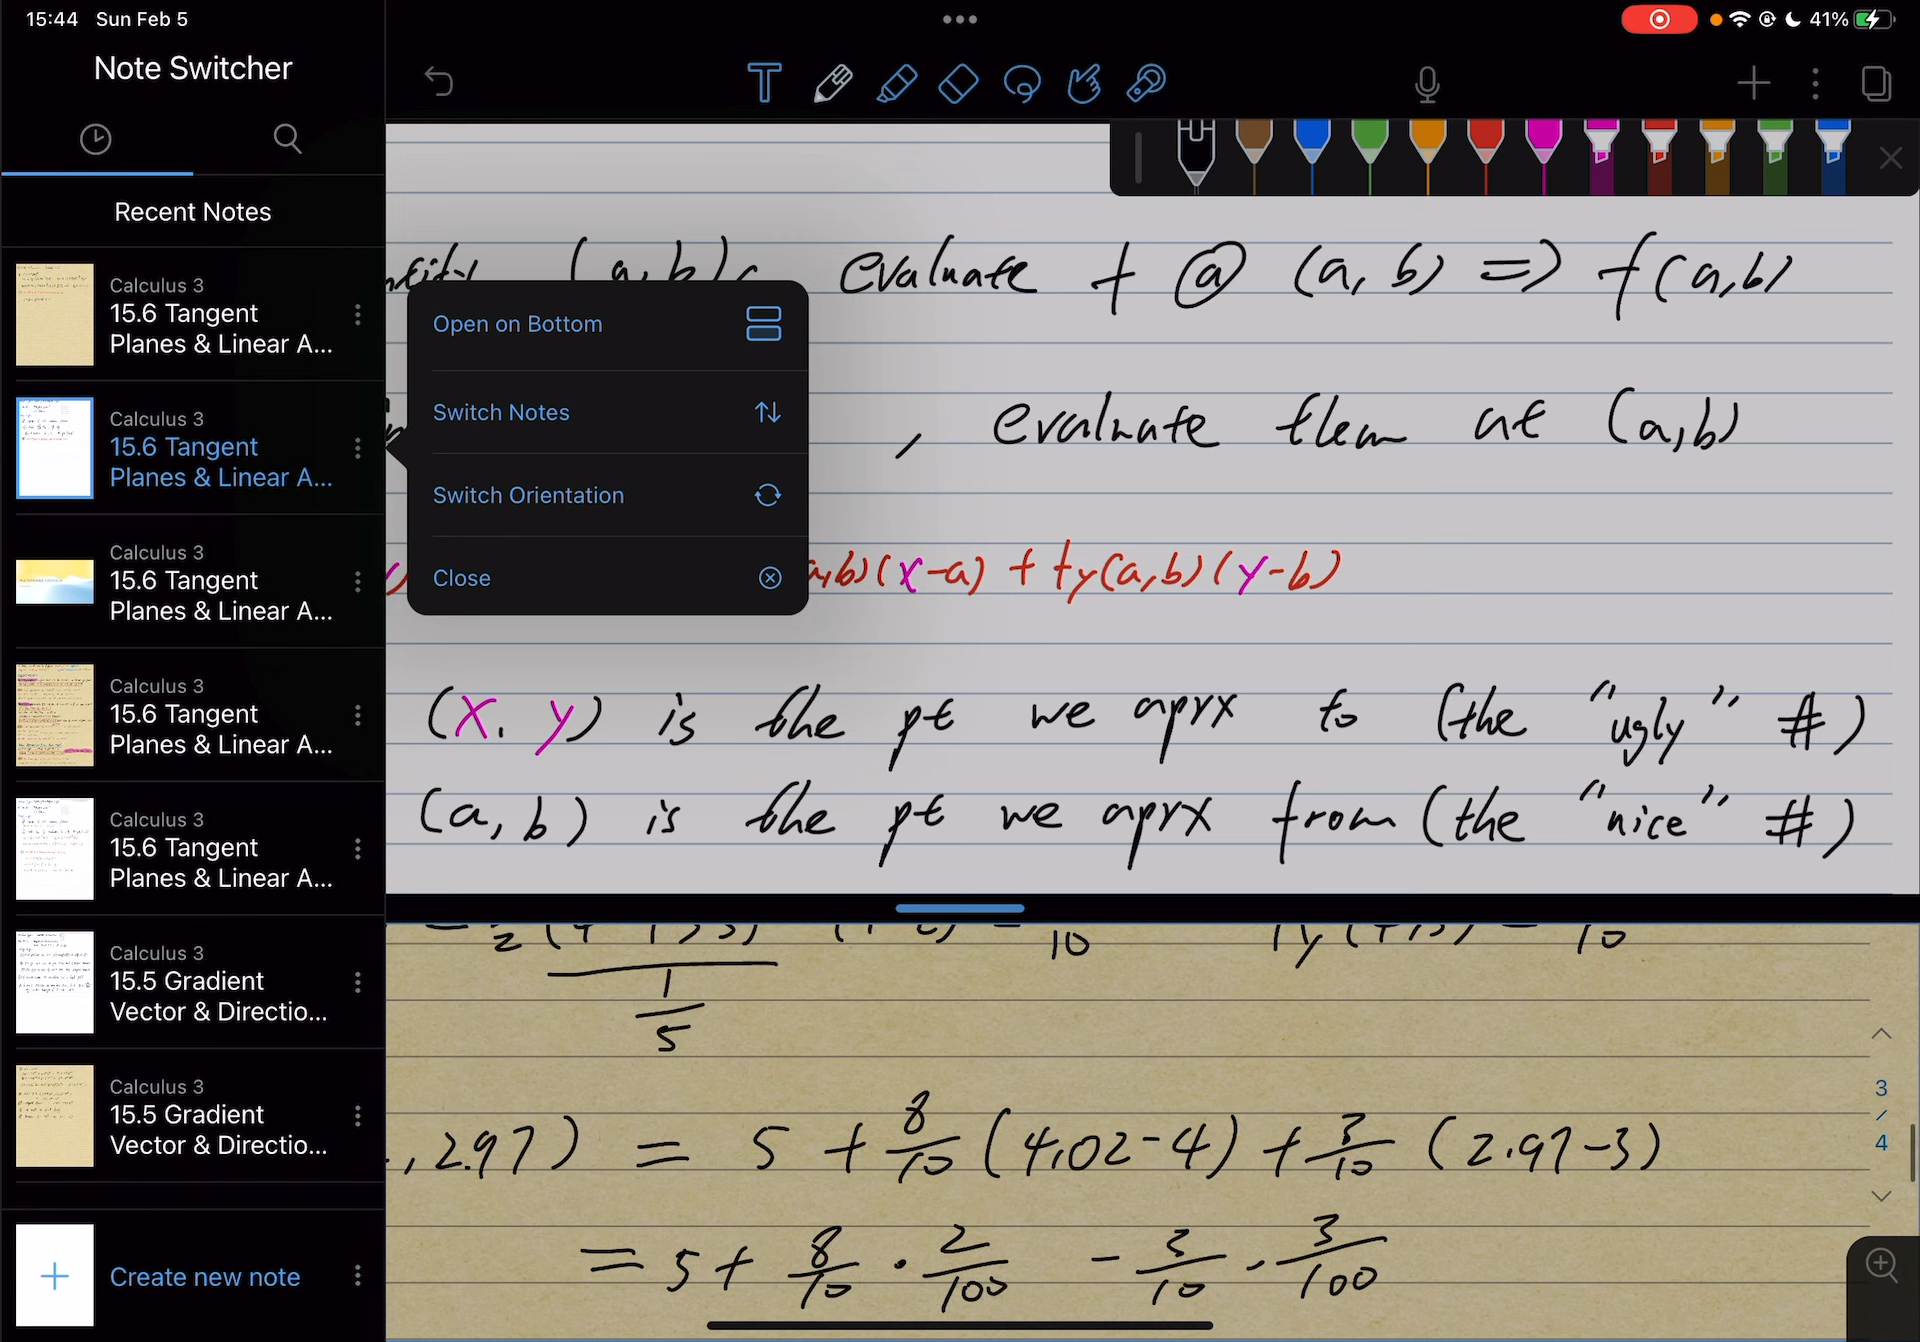 15:44 Sun Feb 5
41%
Note Switcher
Recent Notes
Calculus 3
15.6 Tangent
Planes & Linear A...
Calculus 3
15.6 Tangent
Planes & Linear A...
Calculus 3
15.6 Tangent
Planes & Linear A...
Calculus 3
15.6 Tangent
Planes & Linear A...
Calculus 3
15.6 Tangent
Planes & Linear A...
Calculus 3
15.5 Gradient
Vector & Directio...
Calculus 3
15.5 Gradient
Vector & Directio...
Create new note
Open on Bottom
Switch Notes
Switch Orientation
Close
(a,b), evaluate f @ (a, b) => f(a,b)
, evaluate them at (a,b)
a,b)(x-a) + fy(a,b)(y-b)
(x, y) is the pt we aprx to (the "ugly" #)
(a, b) is the pt we aprx from (the "nice" #)
10
10
1
5
, 2.97) = 5 + 8/10 (4.02-4) + 3/10 (2.97-3)
= 5 + 8/10 · 2/100 - 3/10 · 3/100
3
/
4